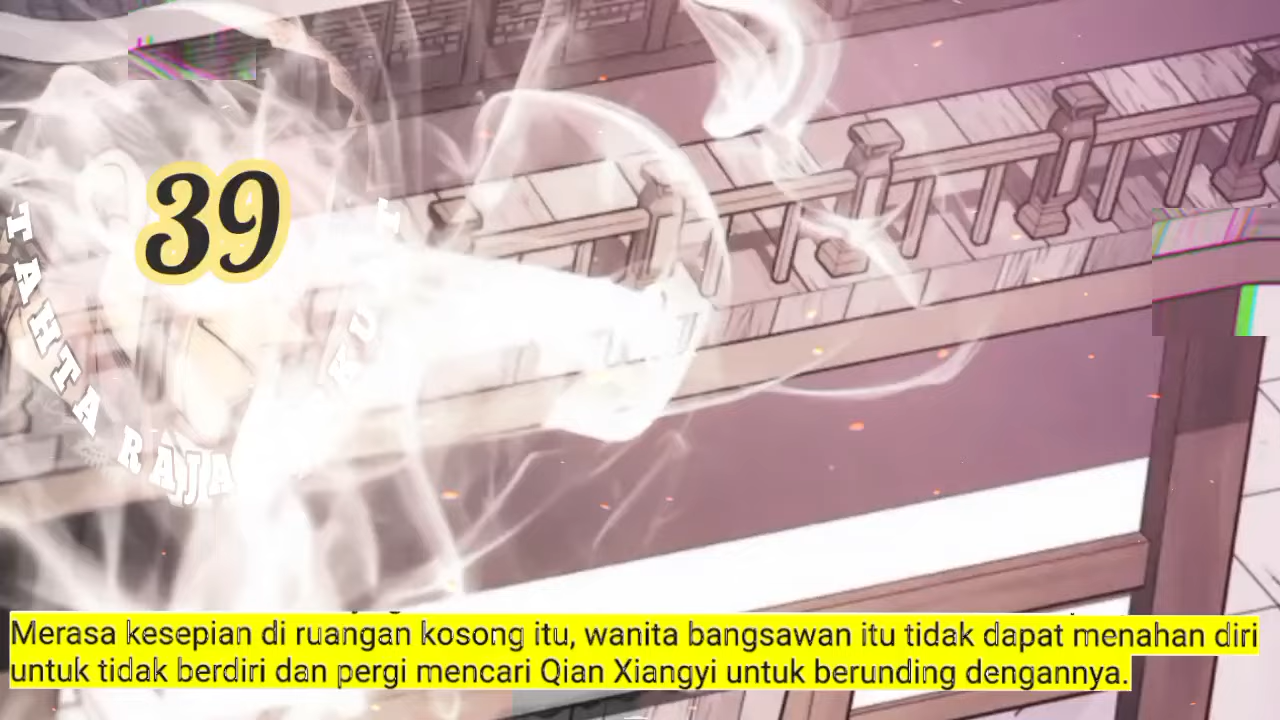 39
TAHTA RAJA
Merasa kesepian di ruangan kosong itu, wanita bangsawan itu tidak dapat menahan diri
untuk tidak berdiri dan pergi mencari Qian Xiangyi untuk berunding dengannya.